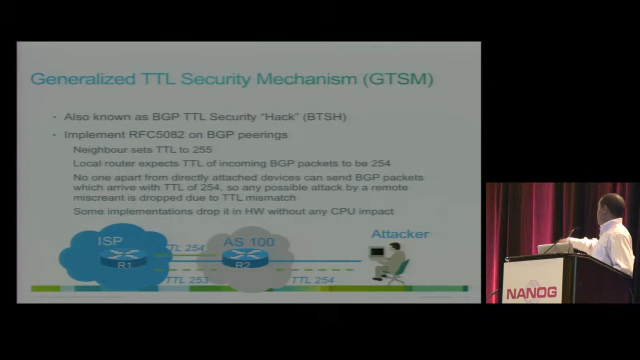 Generalized TTL Security Mechanism (GTSM)
· Also known as BGP TTL Security "Hack" (BTSH)
· Implement RFC5082 on BGP peerings
Neighbour sets TTL to 255
Local router expects TTL of incoming BGP packets to be 254
No one apart from directly attached devices can send BGP packets
which arrive with TTL of 254, so any possible attack by a remote
miscreant is dropped due to TTL mismatch
Some implementations drop it in HW without any CPU impact
ISP
AS 100
Attacker
TTL 254
R1
R2
TTL 253
TTL 254
NANOG